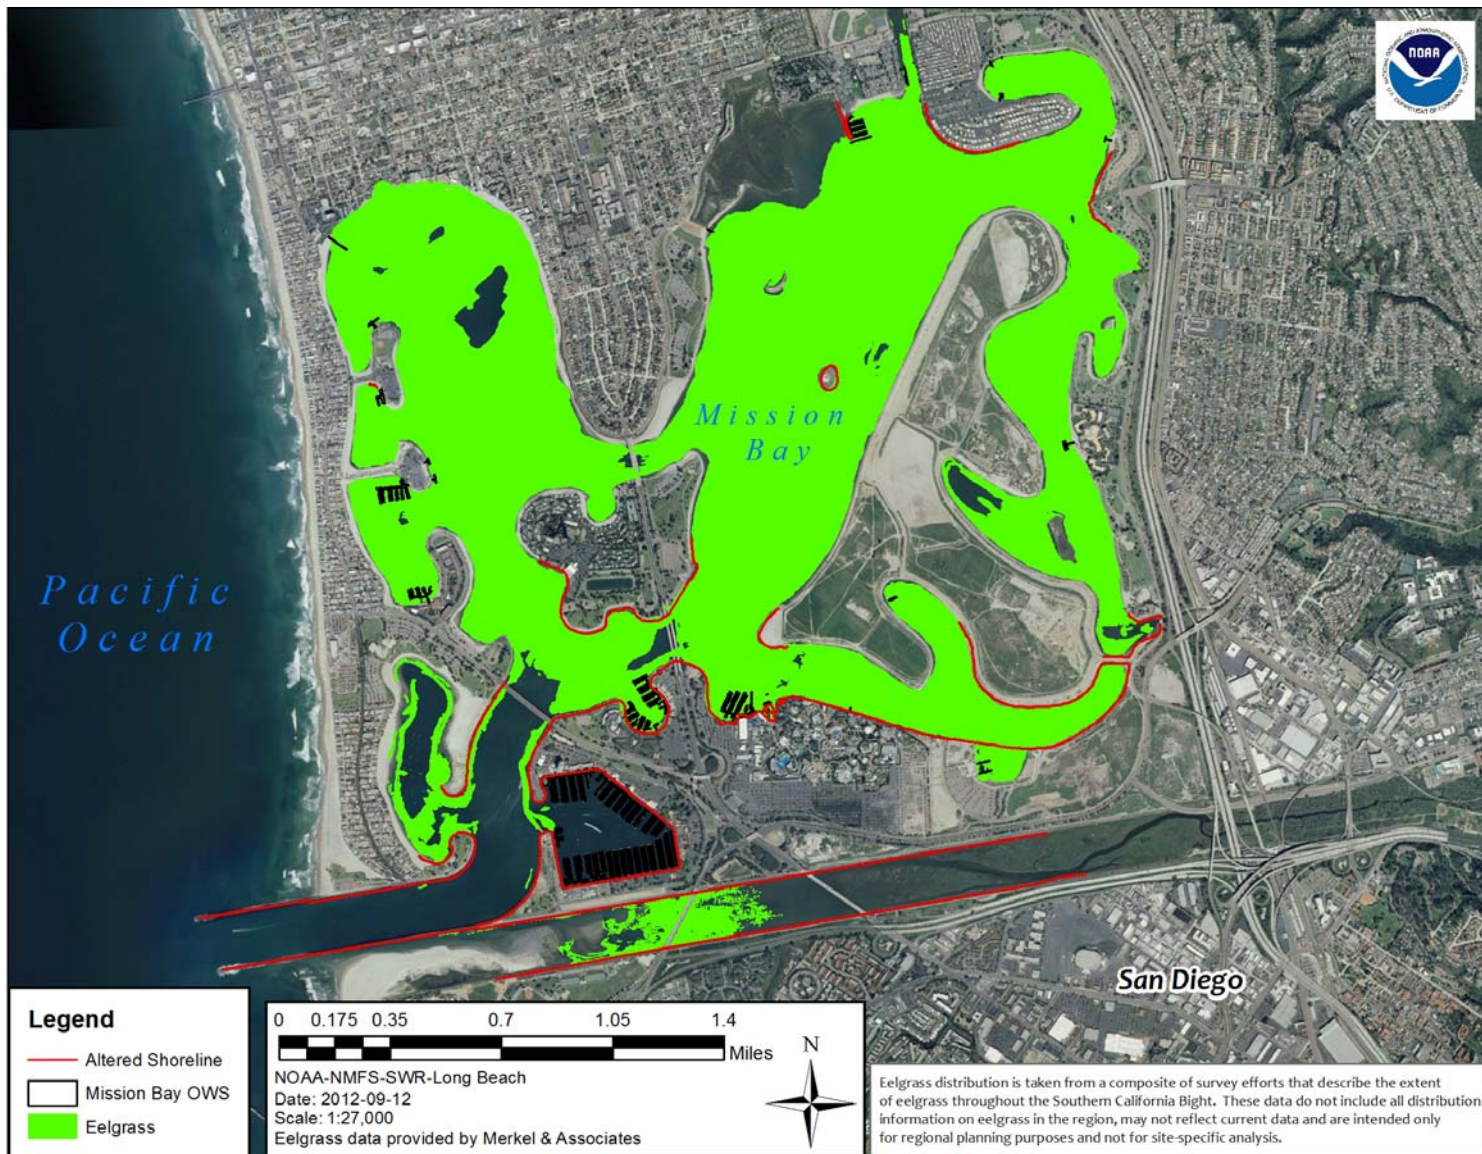 NOAA
Mission
Bay
Pacific
Ocean
San Diego
Legend
Altered Shoreline
Mission Bay OWS
Eelgrass
0 0.175 0.35 0.7 1.05 1.4
Miles
N
NOAA-NMFS-SWR-Long Beach
Date: 2012-09-12
Scale: 1:27,000
Eelgrass data provided by Merkel & Associates
Eelgrass distribution is taken from a composite of survey efforts that describe the extent
of eelgrass throughout the Southern California Bight. These data do not include all distribution
information on eelgrass in the region, may not reflect current data and are intended only
for regional planning purposes and not for site-specific analysis.